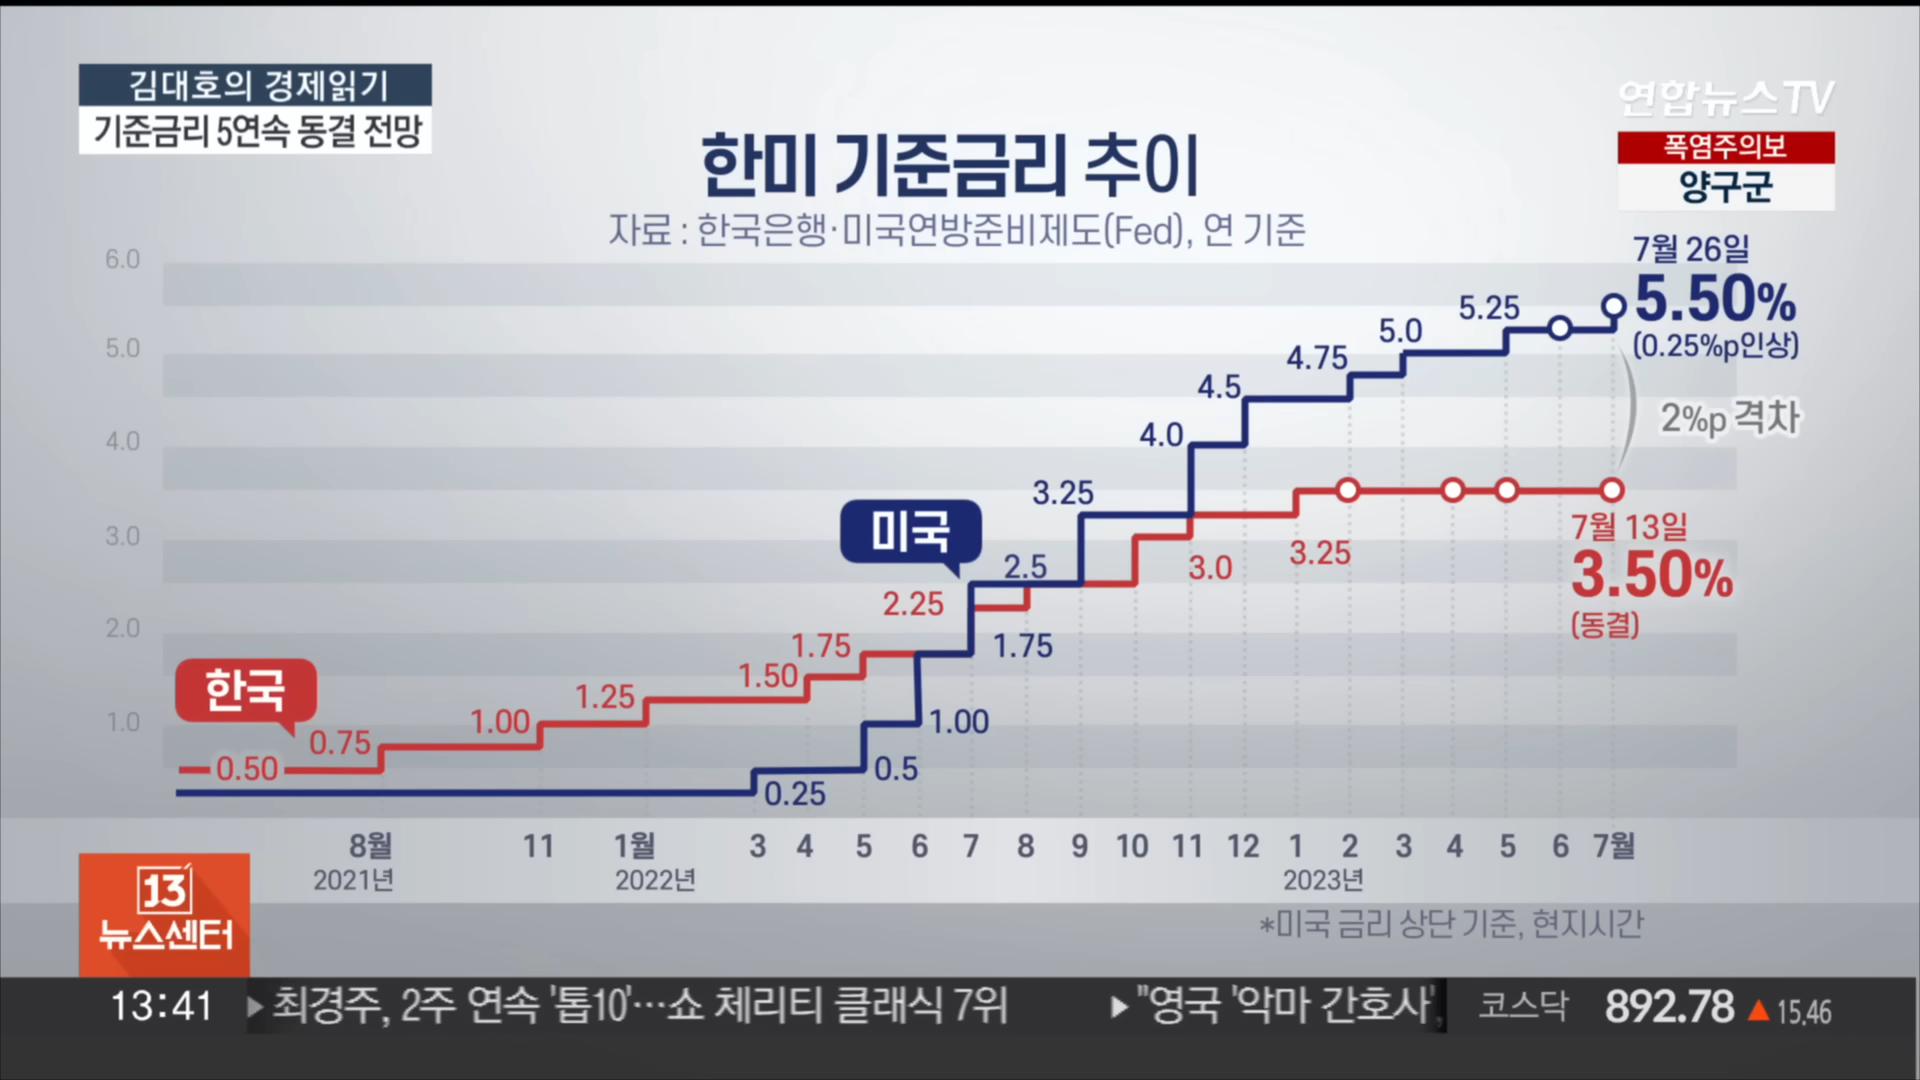 김대호의 경제읽기
기준금리 5연속 동결 전망
연합뉴스TV
폭염주의보
양구군
한미 기준금리 추이
자료 : 한국은행·미국연방준비제도(Fed), 연 기준
6.0
5.0
4.0
3.0
2.0
1.0
7월 26일
5.50%
(0.25%p인상)
2%p 격차
7월 13일
3.50%
(동결)
미국
0.25
0.5
1.00
1.75
2.5
3.25
4.0
4.5
4.75
5.0
5.25
한국
0.50
0.75
1.00
1.25
1.50
1.75
2.25
3.0
3.25
8월 11 1월 3 4 5 6 7 8 9 10 11 12 1 2 3 4 5 6 7월
2021년 2022년 2023년
*미국 금리 상단 기준, 현지시간
13
뉴스센터
13:41 ▶최경주, 2주 연속 '톱10'…쇼 체리티 클래식 7위 ▶"영국 '악마 간호사', 코스닥 892.78 ▲ 15.46